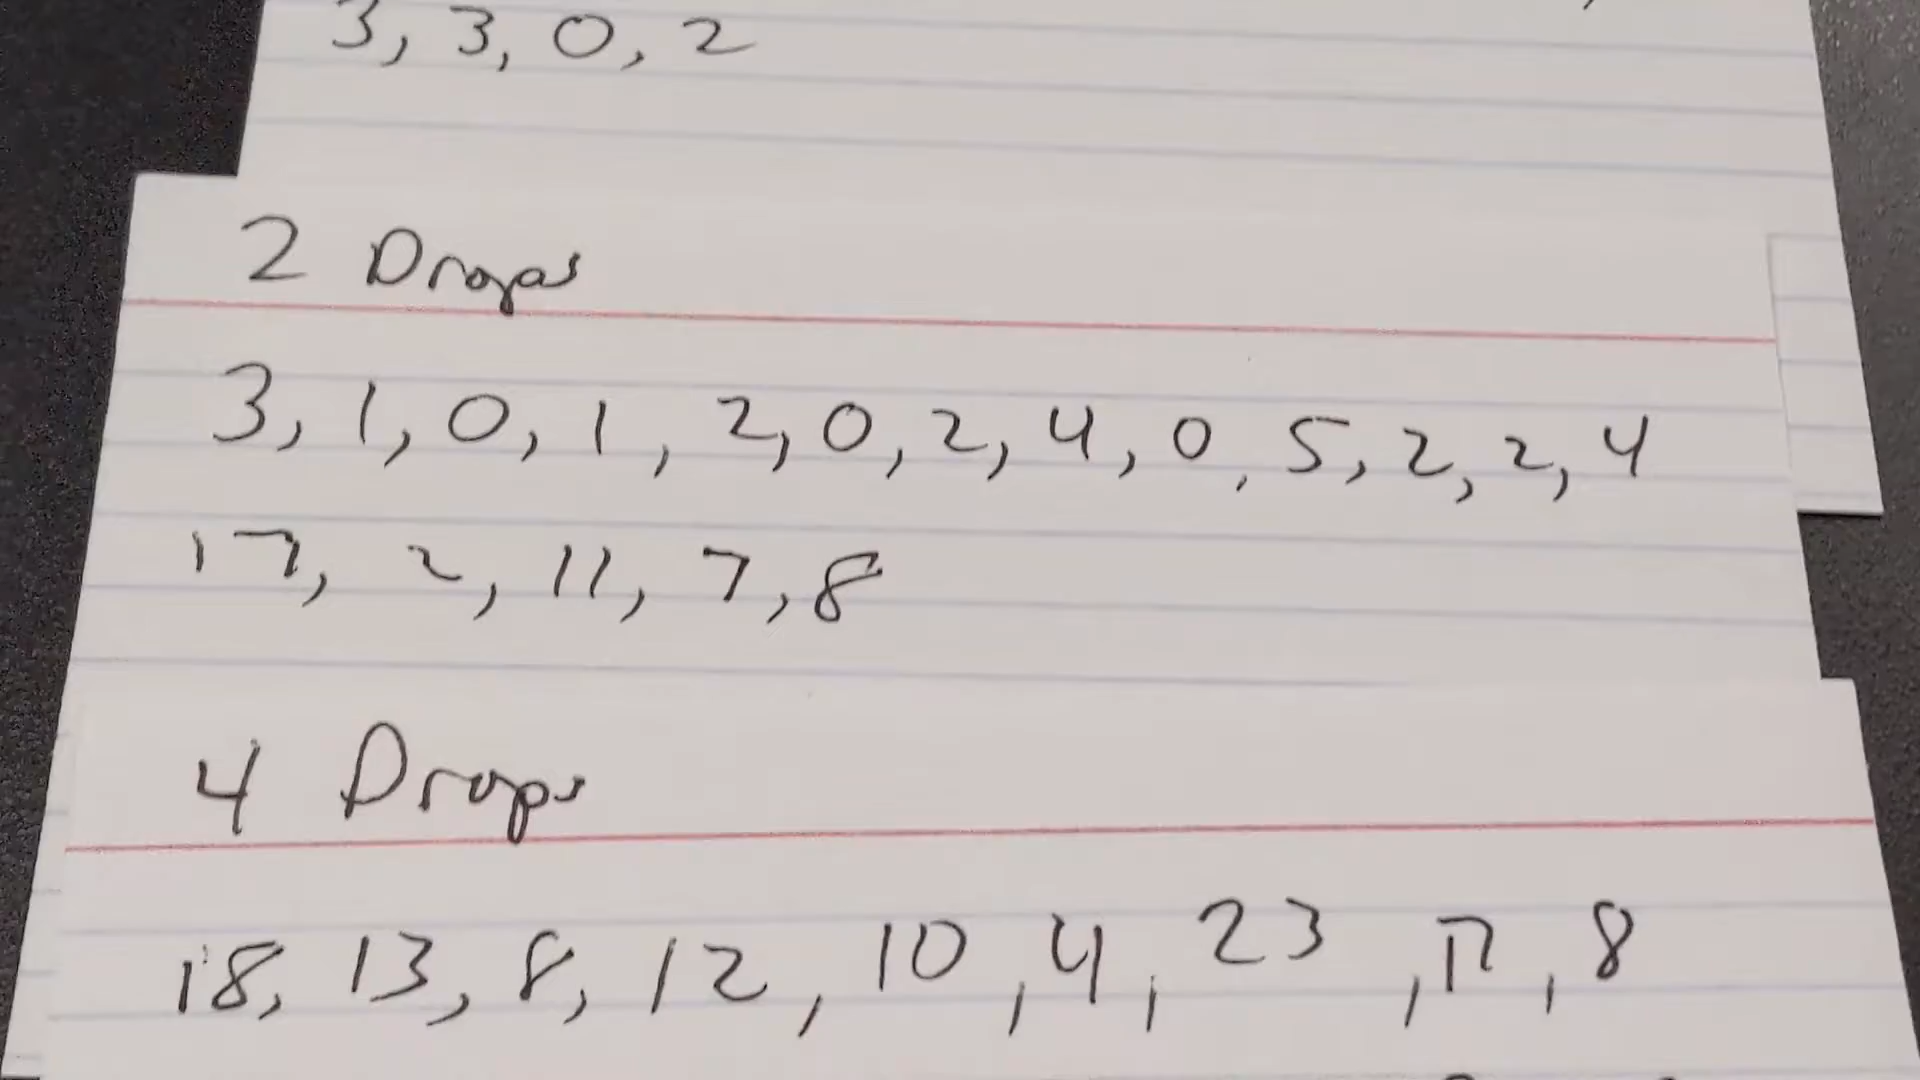 3, 3, 0, 2
2 Drops
3, 1, 0, 1, 2, 0, 2, 4, 0, 5, 2, 2, 4
17, 2, 11, 7, 8
4 Drops
18, 13, 8, 12, 10, 4, 23, 17, 8